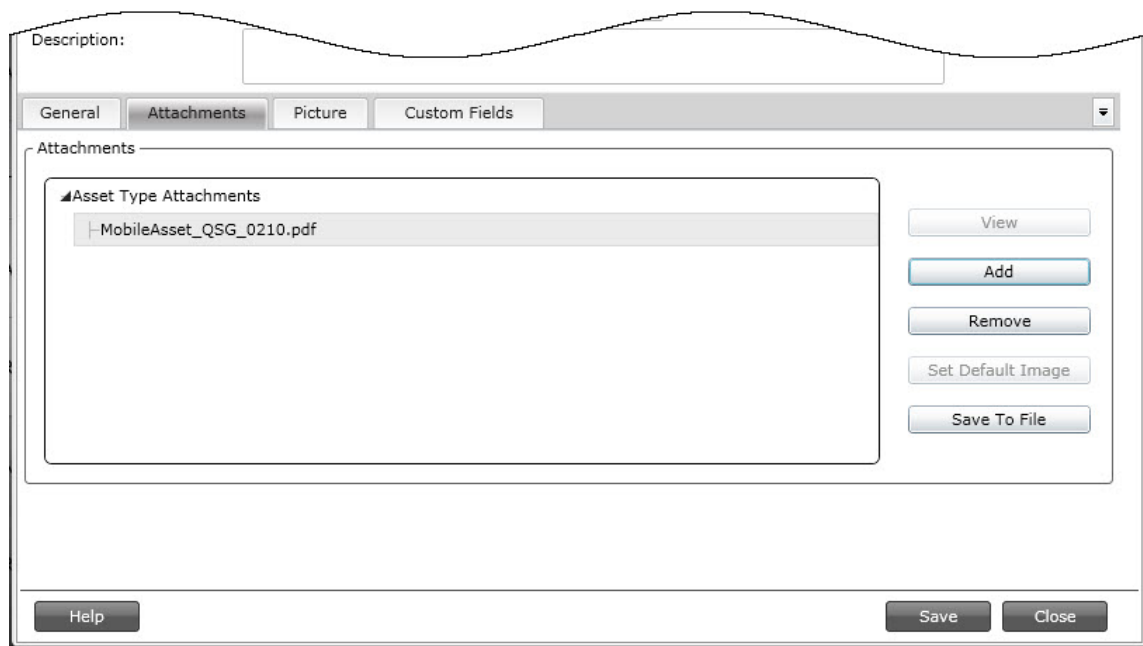 Description:
General Attachments Picture Custom Fields
Attachments
Asset Type Attachments
MobileAsset_QSG_0210.pdf
View
Add
Remove
Set Default Image
Save To File
Help Save Close